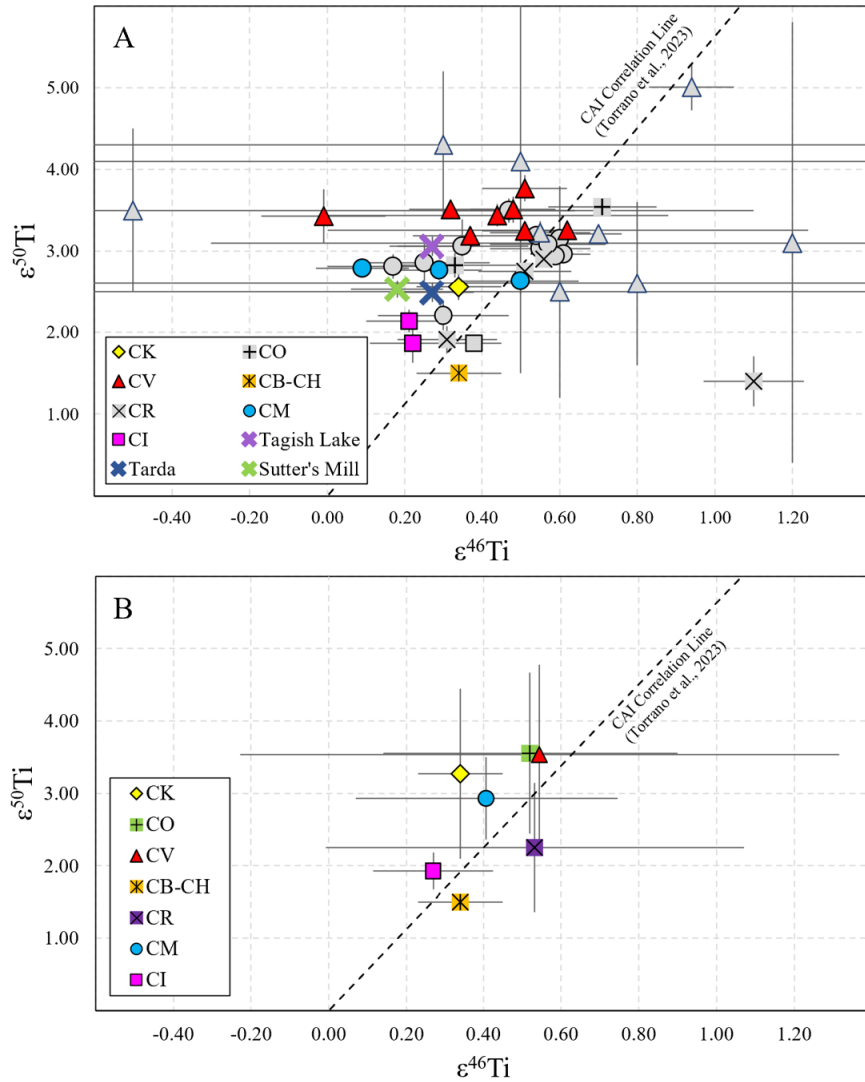 A
CAI Correlation Line
(Torrano et al., 2023)
5.00
4.00
3.00
2.00
1.00
ε⁵⁰Ti
CK CO
CV CB-CH
CR CM
CI Tagish Lake
Tarda Sutter's Mill
-0.40 -0.20 0.00 0.20 0.40 0.60 0.80 1.00 1.20
ε⁴⁶Ti
B
CAI Correlation Line
(Torrano et al., 2023)
5.00
4.00
3.00
2.00
1.00
ε⁵⁰Ti
CK
CO
CV
CB-CH
CR
CM
CI
-0.40 -0.20 0.00 0.20 0.40 0.60 0.80 1.00 1.20
ε⁴⁶Ti